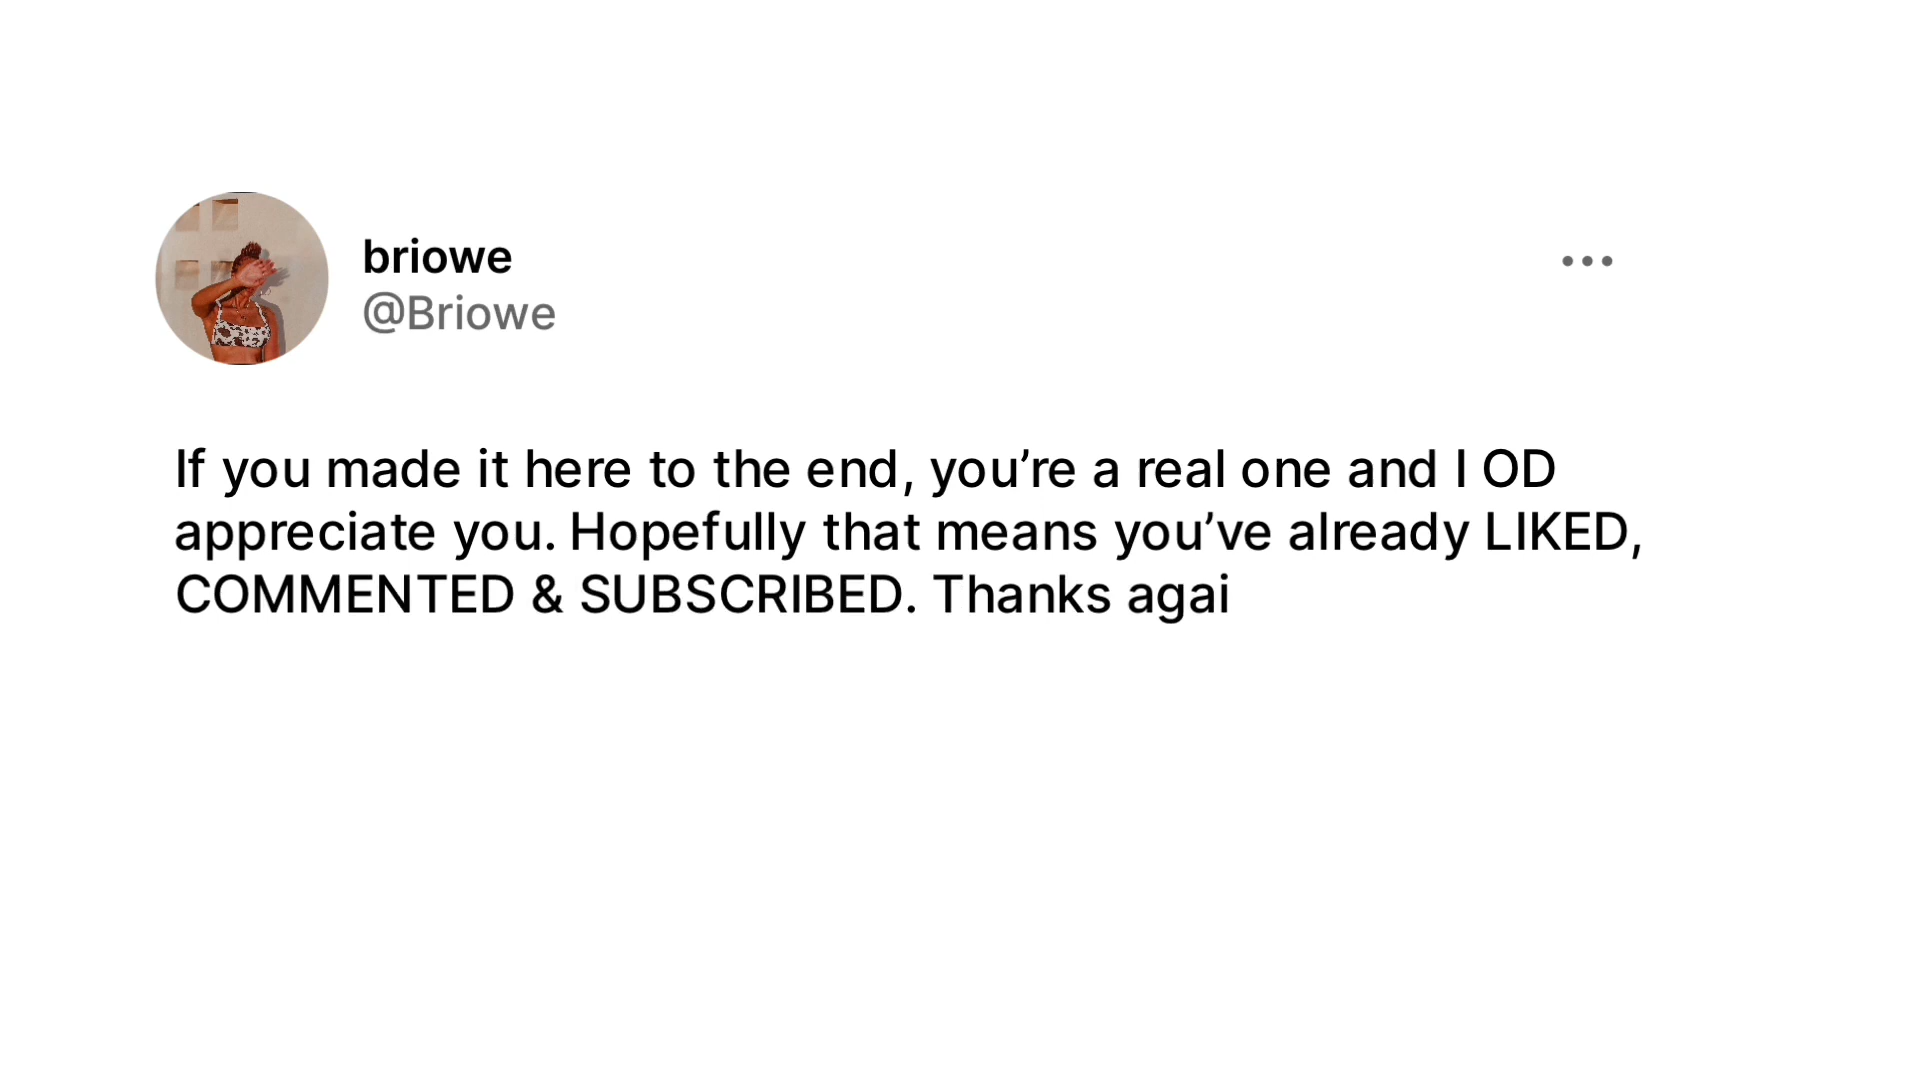 briowe
@Briowe
If you made it here to the end, you’re a real one and I OD
appreciate you. Hopefully that means you’ve already LIKED,
COMMENTED & SUBSCRIBED. Thanks agai